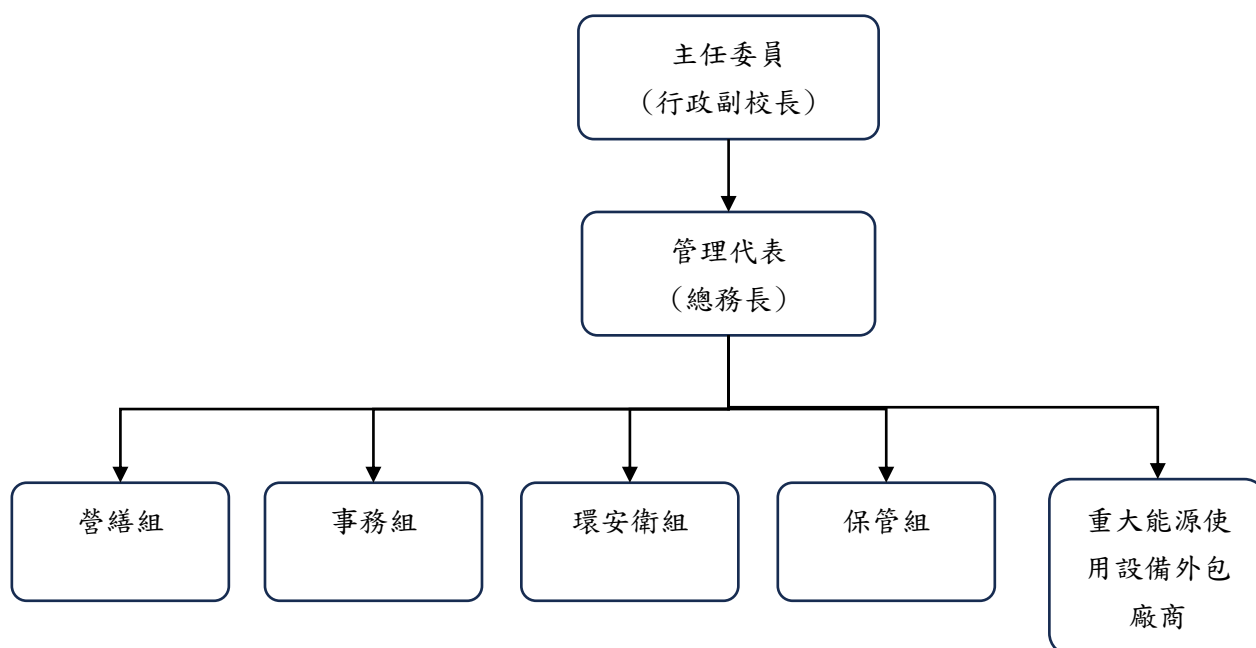 主任委員
（行政副校長）
管理代表
（總務長）
營繕組
事務組
環安衛組
保管組
重大能源使
用設備外包
廠商